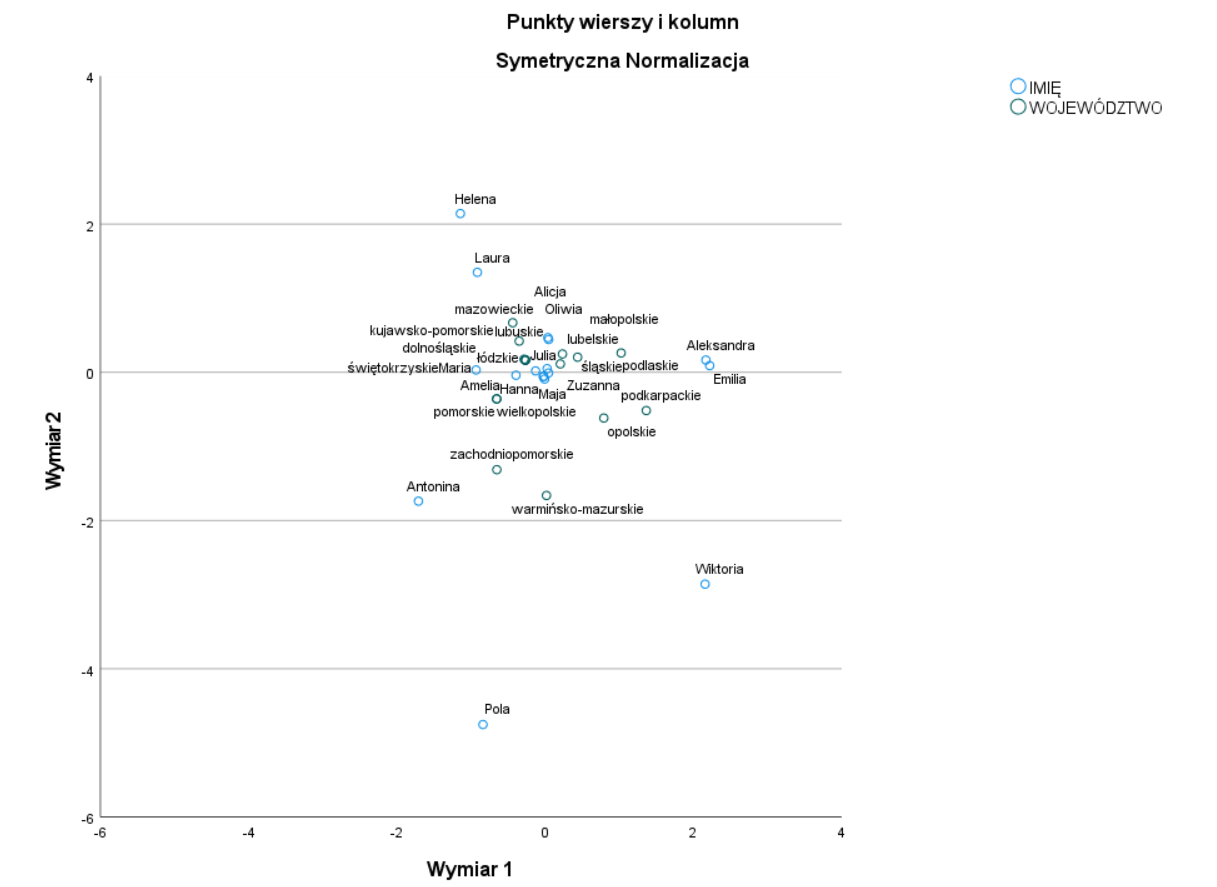 Punkty wierszy i kolumn
Symetryczna Normalizacja
IMIĘ
WOJEWÓDZTWO
4
Helena
2
Laura
Alicja
mazowieckie Oliwia
małopolskie
kujawsko-pomorskie lubuskie
lubelskie
dolnośląskie
Aleksandra
łódzkie Julia
świętokrzyskie Maria
śląskie podlaskie
0
Emilia
Amelia Hanna Maja Zuzanna
podkarpackie
pomorskie wielkopolskie
opolskie
zachodniopomorskie
Antonina
warmińsko-mazurskie
-2
Wiktoria
-4
Pola
-6
-6 -4 -2 0 2 4
Wymiar 2
Wymiar 1